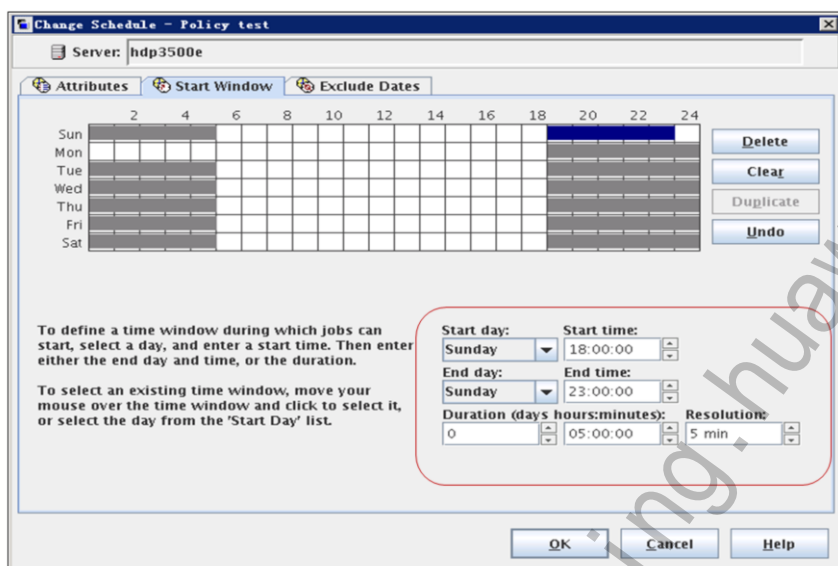 Change Schedule - Policy test
Server: hdp3500e
Attributes
Start Window
Exclude Dates
2 4 6 8 10 12 14 16 18 20 22 24
Sun
Mon
Tue
Wed
Thu
Fri
Sat
Delete
Clear
Duplicate
Undo
To define a time window during which jobs can
start, select a day, and enter a start time. Then enter
either the end day and time, or the duration.
To select an existing time window, move your
mouse over the time window and click to select it,
or select the day from the 'Start Day' list.
Start day: Start time:
Sunday 18:00:00
End day: End time:
Sunday 23:00:00
Duration (days hours:minutes): Resolution:
0 05:00:00 5 min
OK
Cancel
Help
ing.huaw